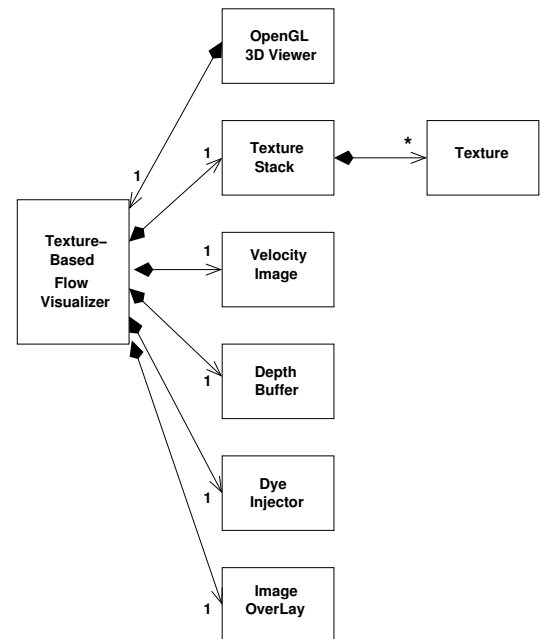 OpenGL
3D Viewer
1
Texture
Stack
1
*
Texture
Texture–
Based
Flow
Visualizer
1
Velocity
Image
1
Depth
Buffer
1
Dye
Injector
1
Image
OverLay
1